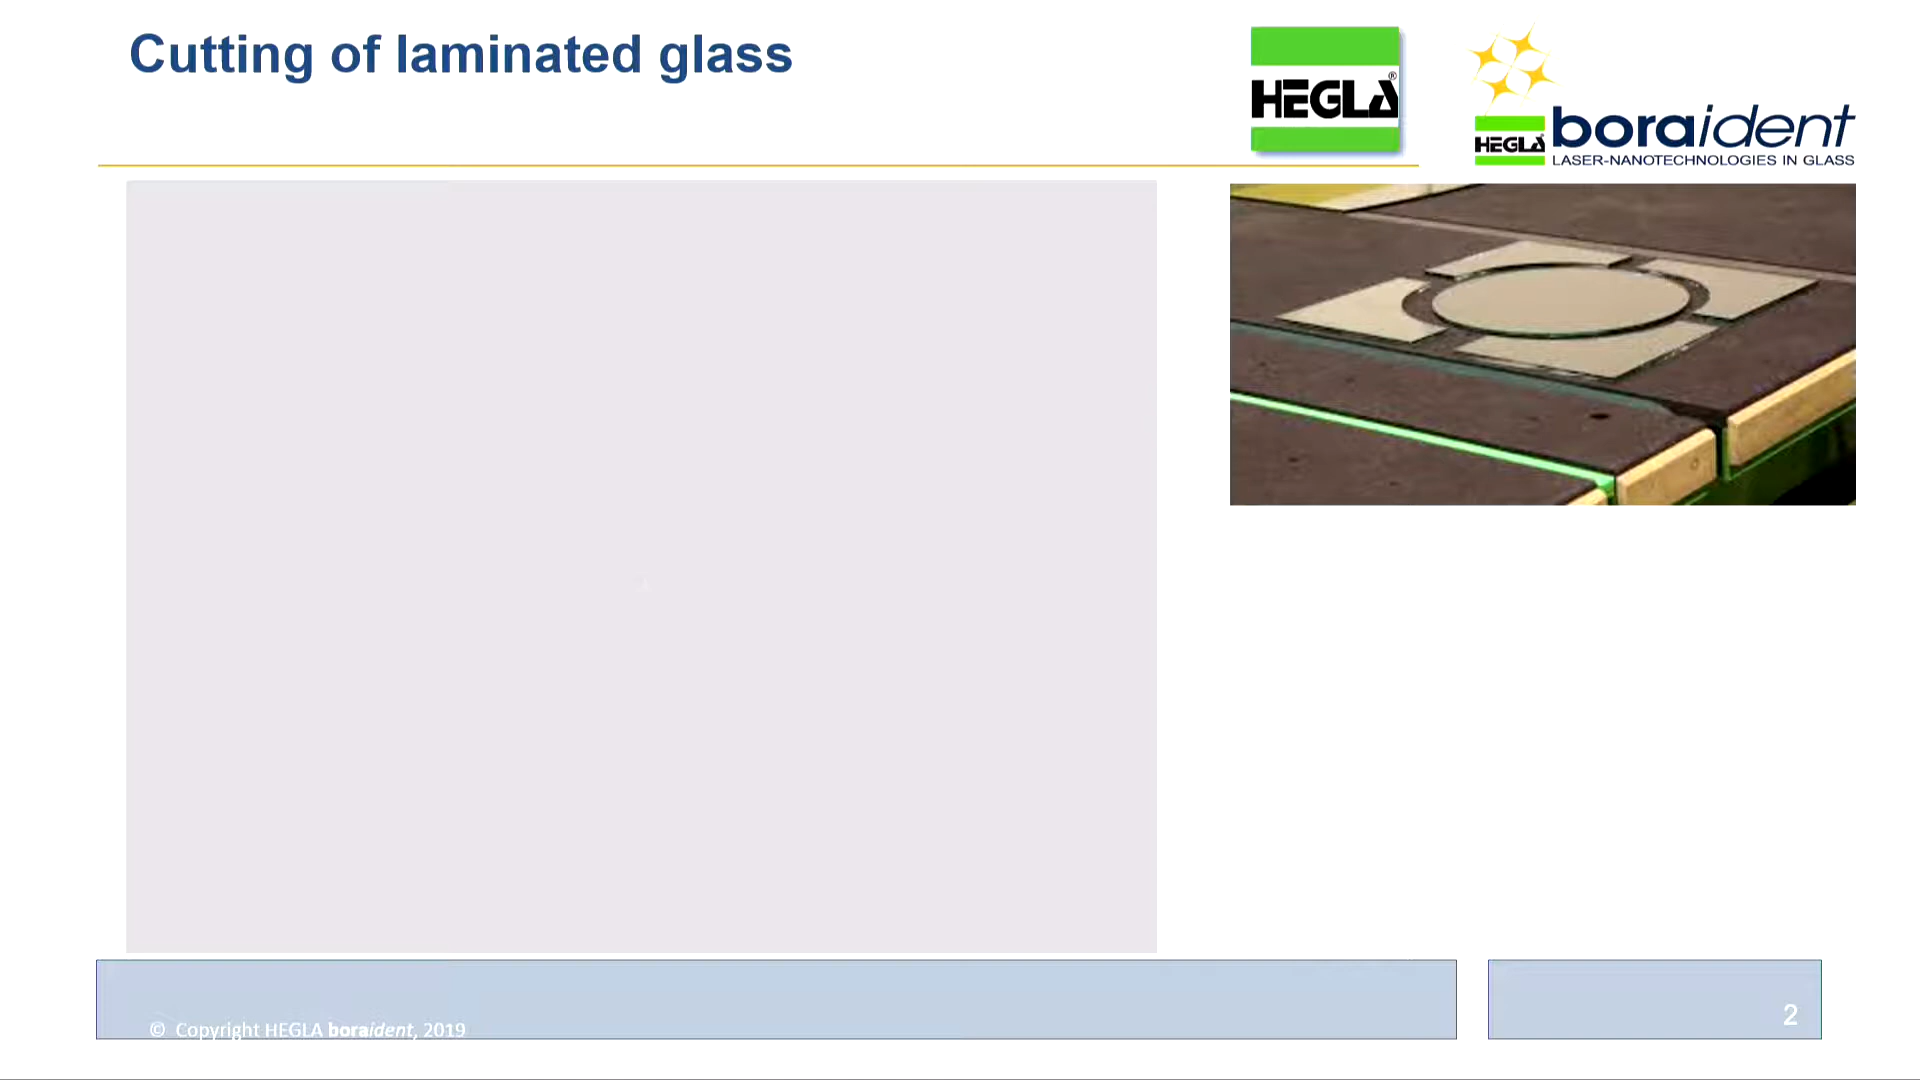 Cutting of laminated glass
HEGLA®
HEGLA boraident
LASER-NANOTECHNOLOGIES IN GLASS
© Copyright HEGLA boraident, 2019
2